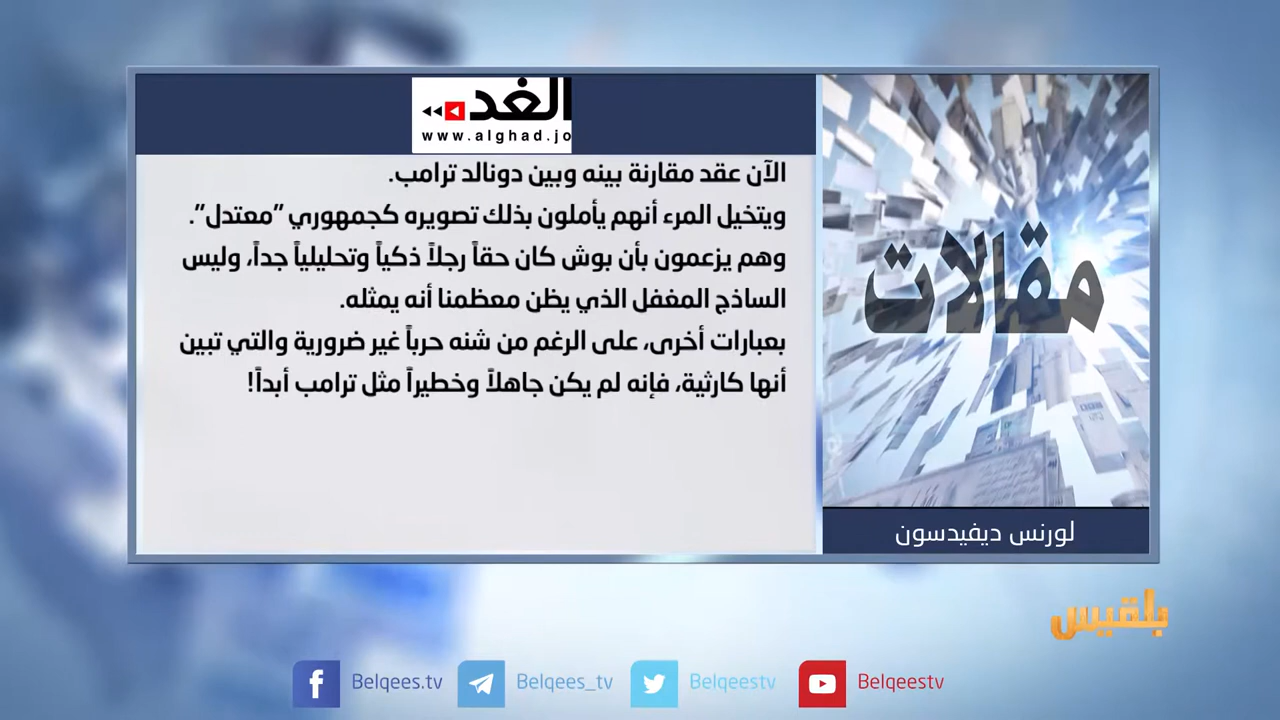 الغد
www.alghad.jo
الآن عقد مقارنة بينه وبين دونالد ترامب.
ويتخيل المرء أنهم يأملون بذلك تصويره كجمهوري "معتدل".
وهم يزعمون بأن بوش كان حقاً رجلاً ذكياً وتحليلياً جداً، وليس
الساذج المغفل الذي يظن معظمنا أنه يمثله.
بعبارات أخرى، على الرغم من شنه حرباً غير ضرورية والتي تبين
أنها كارثية، فإنه لم يكن جاهلاً وخطيراً مثل ترامب أبداً!
مقالات
لورنس ديفيدسون
بلقيس
Belqees.tv
Belqees_tv
Belqeestv
Belqeestv